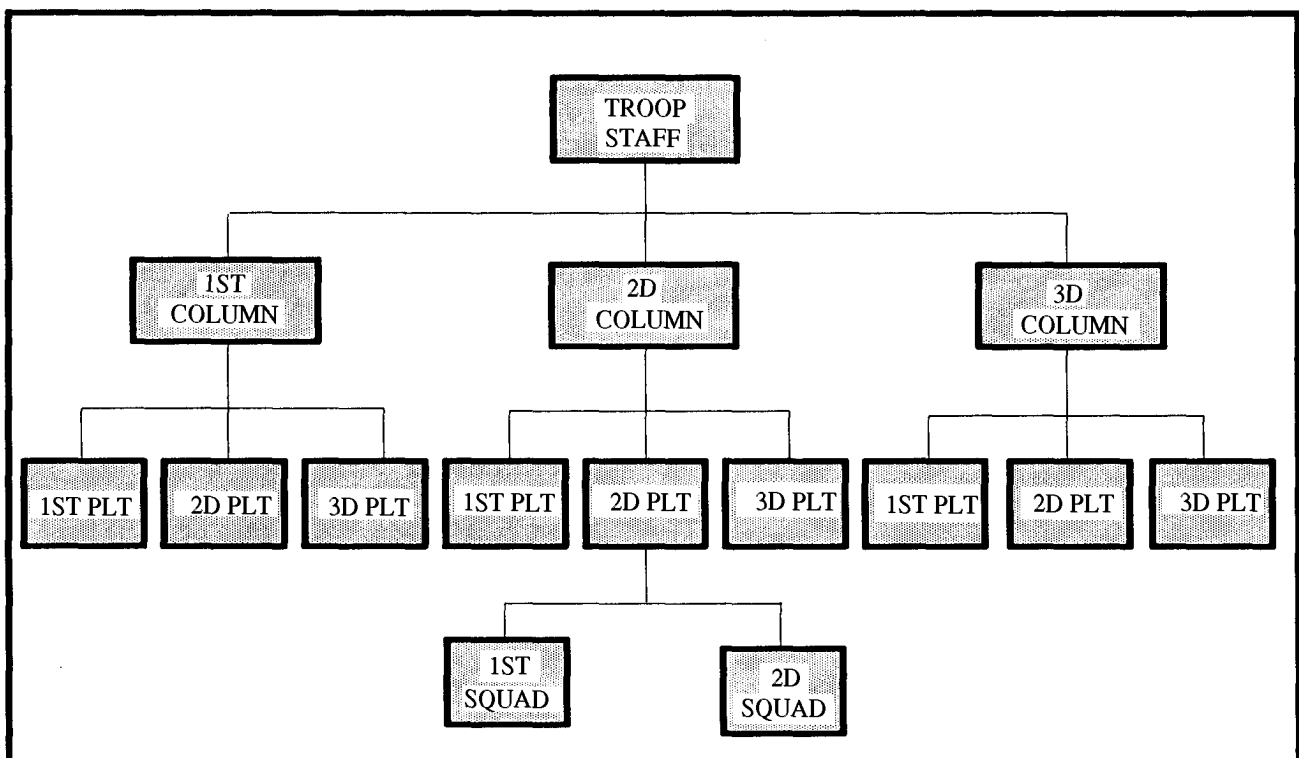 TROOP
STAFF
1ST
COLUMN
2D
COLUMN
3D
COLUMN
1ST PLT
2D PLT
3D PLT
1ST PLT
2D PLT
3D PLT
1ST PLT
2D PLT
3D PLT
1ST
SQUAD
2D
SQUAD